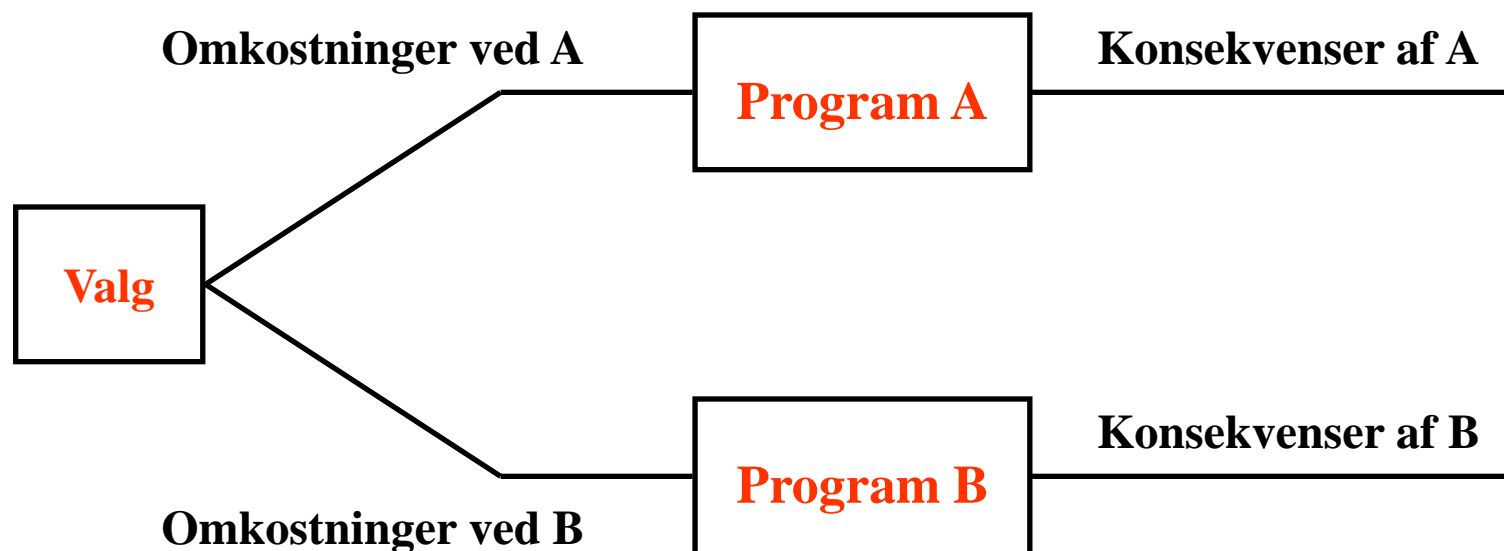 Omkostninger ved A
Program A
Konsekvenser af A
Valg
Program B
Konsekvenser af B
Omkostninger ved B